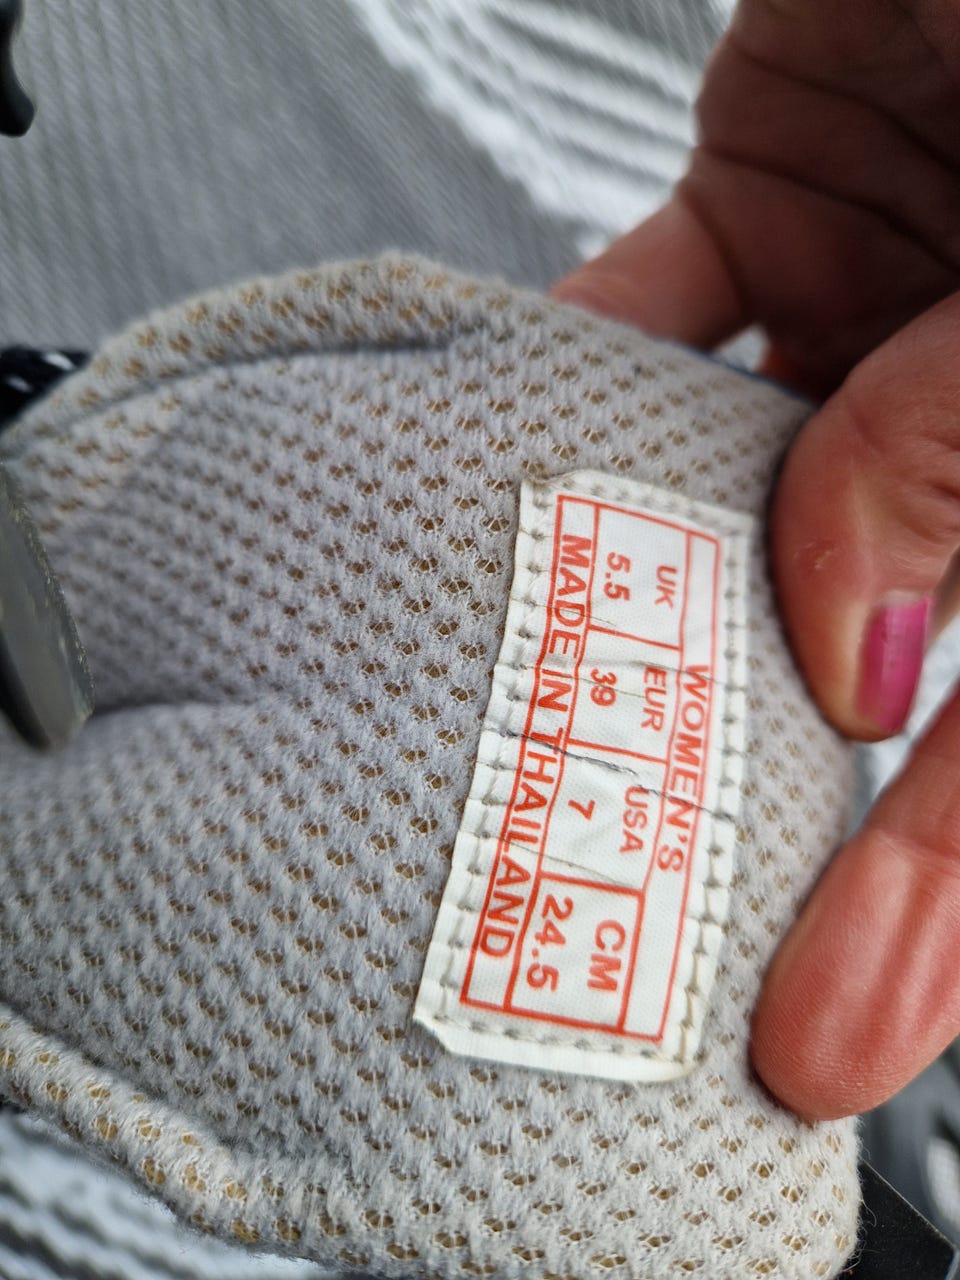 WOMEN'S
UK EUR USA CM
5.5 39 7 24.5
MADE IN THAILAND